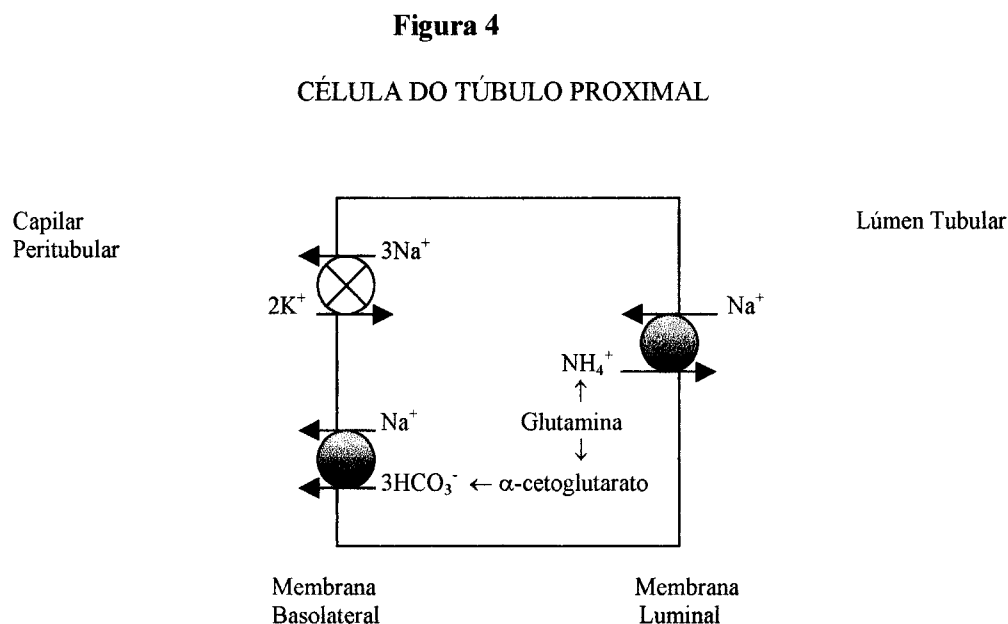 Figura 4
CÉLULA DO TÚBULO PROXIMAL
Capilar
Peritubular
Lúmen Tubular
3Na⁺
2K⁺
Na⁺
NH₄⁺
↑
Na⁺
Glutamina
↓
3HCO₃⁻ ← α-cetoglutarato
Membrana
Basolateral
Membrana
Luminal